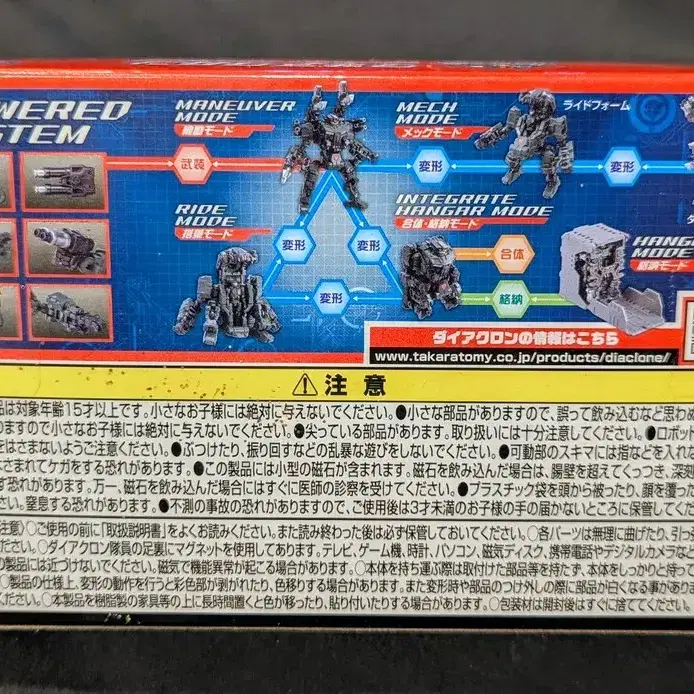 WERED
STEM
MANEUVER
MODE
機動モード
武装
MECH
MODE
メックモード
ライドフォーム
変形
変形
RIDE
MODE
搭乗モード
変形
変形
変形
INTEGRATE
HANGAR MODE
合体・格納モード
合体
格納
HANG
MODE
格納モード
ダイアクロンの情報はこちら
www.takaratomy.co.jp/products/diaclone/
注意
品は対象年齢15才以上です。小さなお子様には絶対に与えないでください。●小さな部品がありますので、誤って飲み込むなど思わぬ
な子様には絶対に与えないでください。●尖っている部品があります。取り扱いには十分注意してください。●ロボット
をはさまないようご注意ください。●ぶつけたり、振り回すなどの乱暴な遊びをしないでください。●可動部のスキマには指などを入れな
さまれてケガをする恐れがあります。●この製品には小型の磁石が含まれます。磁石を飲み込んだ場合は、腸壁を超えてくっつき、深刻
す恐れがあります。万一、磁石を飲み込んだ場合にはすぐに医師の診察を受けてください。●プラスチック袋を頭から被ったり、顔を覆った
い。窒息する恐れがあります。●不測の事故の恐れがありますので、ご使用後は3才未満のお子様の手の届かないところに保管してくだ
注意〉○ご使用の前に「取扱説明書」をよくお読みください。また読み終わった後は必ず保管しておいてください。○各パーツは無理に曲げたり、引っ張
い。○ダイアクロン隊員の足裏にマグネットを使用しております。テレビ、ゲーム機、時計、パソコン、磁気ディスク、携帯電話やデジタルカメラなど
の製品には近づけないでください。磁気で機能異常が起こる場合があります。○本体を持ち運ぶ際は取付けた部品等を持たず、本体をしっかりと持って
○製品の仕様上、変形の動作を行うと彩色部が剥がれたり、色移りする場合があります。また変形時や部品のつけ外しの際に部品が白くなる事があり
い。○本製品を樹脂製の家具等の上に長時間置くと色が移ったり、貼り付いたりする場合があります。○包装材は開封後はすぐに捨ててください。